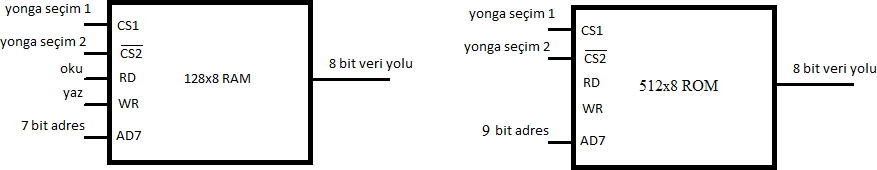 yonga seçim 1
CS1
yonga seçim 2
CS2
oku
RD
yaz
WR
7 bit adres
AD7
128x8 RAM
8 bit veri yolu
yonga seçim 1
CS1
yonga seçim 2
CS2
RD
WR
9 bit adres
AD7
512x8 ROM
8 bit veri yolu